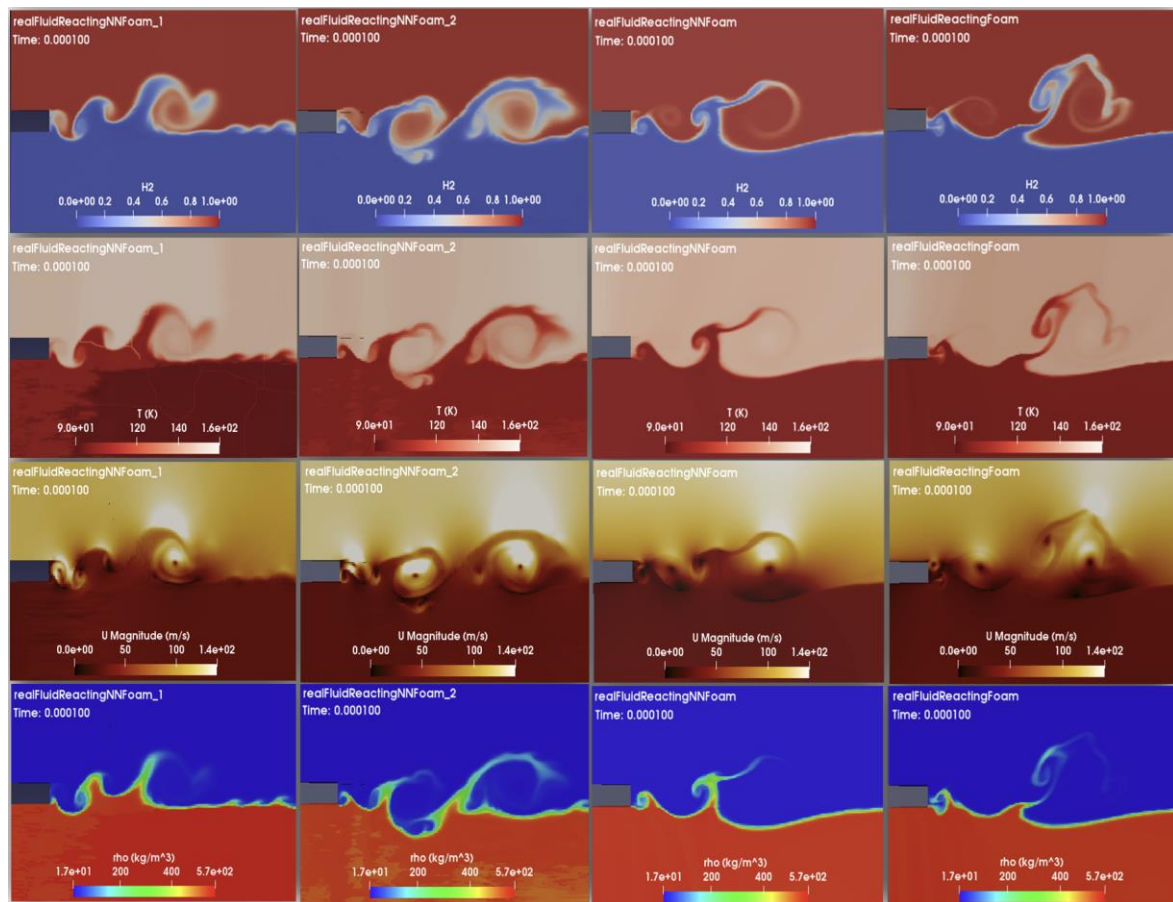 realFluidReactingNNFoam_1
Time: 0.000100
H2
0.0e+00 0.2 0.4 0.6 0.8 1.0e+00
realFluidReactingNNFoam_2
Time: 0.000100
H2
0.0e+00 0.2 0.4 0.6 0.8 1.0e+00
realFluidReactingNNFoam
Time: 0.000100
H2
0.0e+00 0.2 0.4 0.6 0.8 1.0e+00
realFluidReactingFoam
Time: 0.000100
H2
0.0e+00 0.2 0.4 0.6 0.8 1.0e+00
realFluidReactingNNFoam_1
Time: 0.000100
T (K)
9.0e+01 120 140 1.6e+02
realFluidReactingNNFoam_2
Time: 0.000100
T (K)
9.0e+01 120 140 1.6e+02
realFluidReactingNNFoam
Time: 0.000100
T (K)
9.0e+01 120 140 1.6e+02
realFluidReactingFoam
Time: 0.000100
T (K)
9.0e+01 120 140 1.6e+02
realFluidReactingNNFoam_1
Time: 0.000100
U Magnitude (m/s)
0.0e+00 50 100 1.4e+02
realFluidReactingNNFoam_2
Time: 0.000100
U Magnitude (m/s)
0.0e+00 50 100 1.4e+02
realFluidReactingNNFoam
Time: 0.000100
U Magnitude (m/s)
0.0e+00 50 100 1.4e+02
realFluidReactingFoam
Time: 0.000100
U Magnitude (m/s)
0.0e+00 50 100 1.4e+02
realFluidReactingNNFoam_1
Time: 0.000100
rho (kg/m^3)
1.7e+01 200 400 5.7e+02
realFluidReactingNNFoam_2
Time: 0.000100
rho (kg/m^3)
1.7e+01 200 400 5.7e+02
realFluidReactingNNFoam
Time: 0.000100
rho (kg/m^3)
1.7e+01 200 400 5.7e+02
realFluidReactingFoam
Time: 0.000100
rho (kg/m^3)
1.7e+01 200 400 5.7e+02